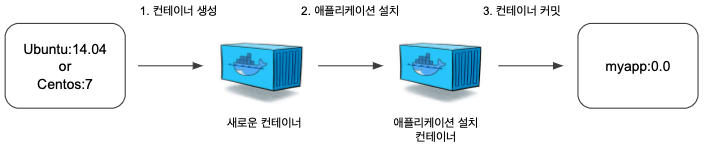 1. 컨테이너 생성
2. 애플리케이션 설치
3. 컨테이너 커밋
Ubuntu:14.04
or
Centos:7
새로운 컨테이너
애플리케이션 설치
컨테이너
myapp:0.0